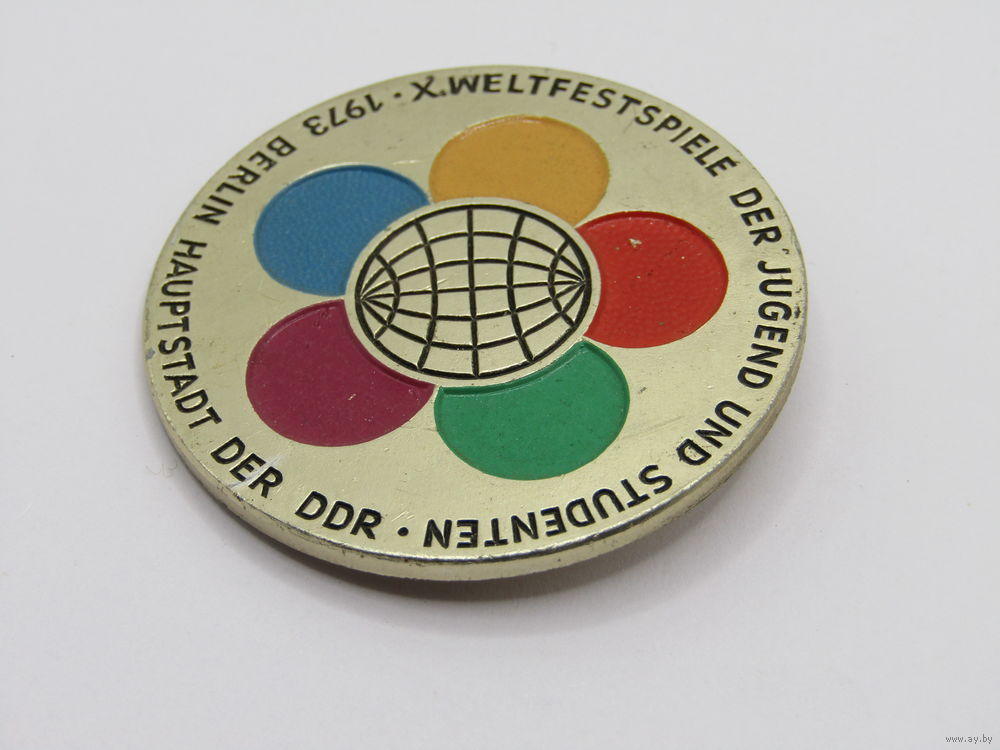 X. WELTFESTSPIELE DER JUGEND UND STUDENTEN ·
BERLIN HAUPTSTADT DER DDR
1973 ·
www.ay.by